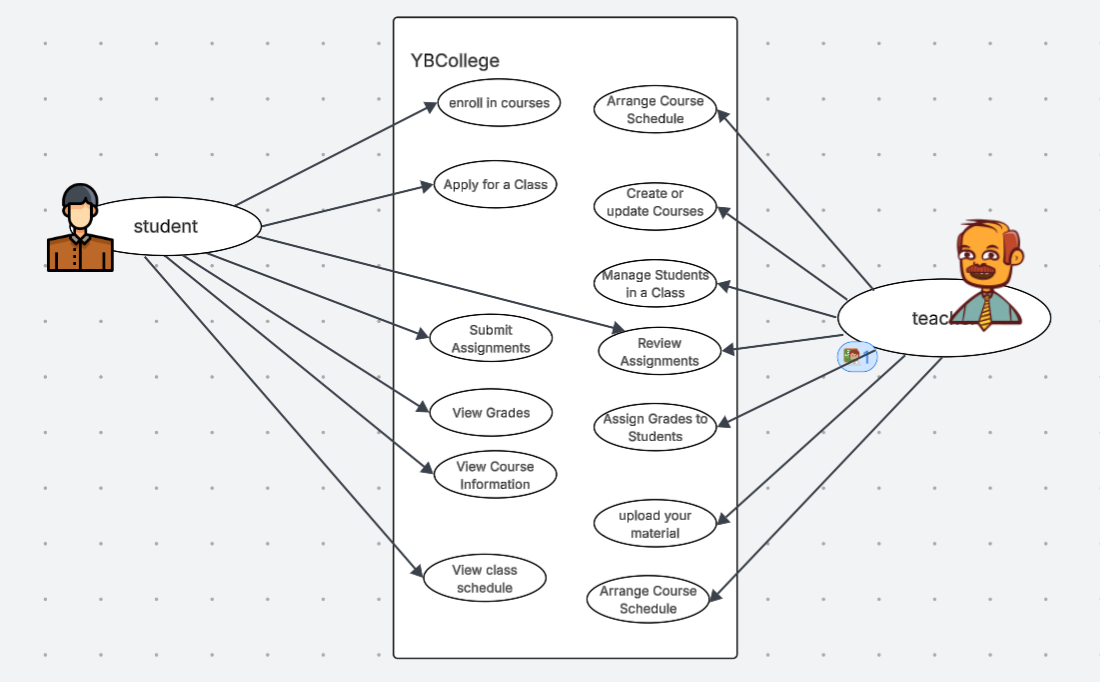 YBCollege
enroll in courses
Arrange Course
Schedule
Apply for a Class
Create or
update Courses
student
Manage Students
in a Class
Submit
Assignments
Review
Assignments
View Grades
Assign Grades to
Students
View Course
Information
upload your
material
View class
schedule
Arrange Course
Schedule
1